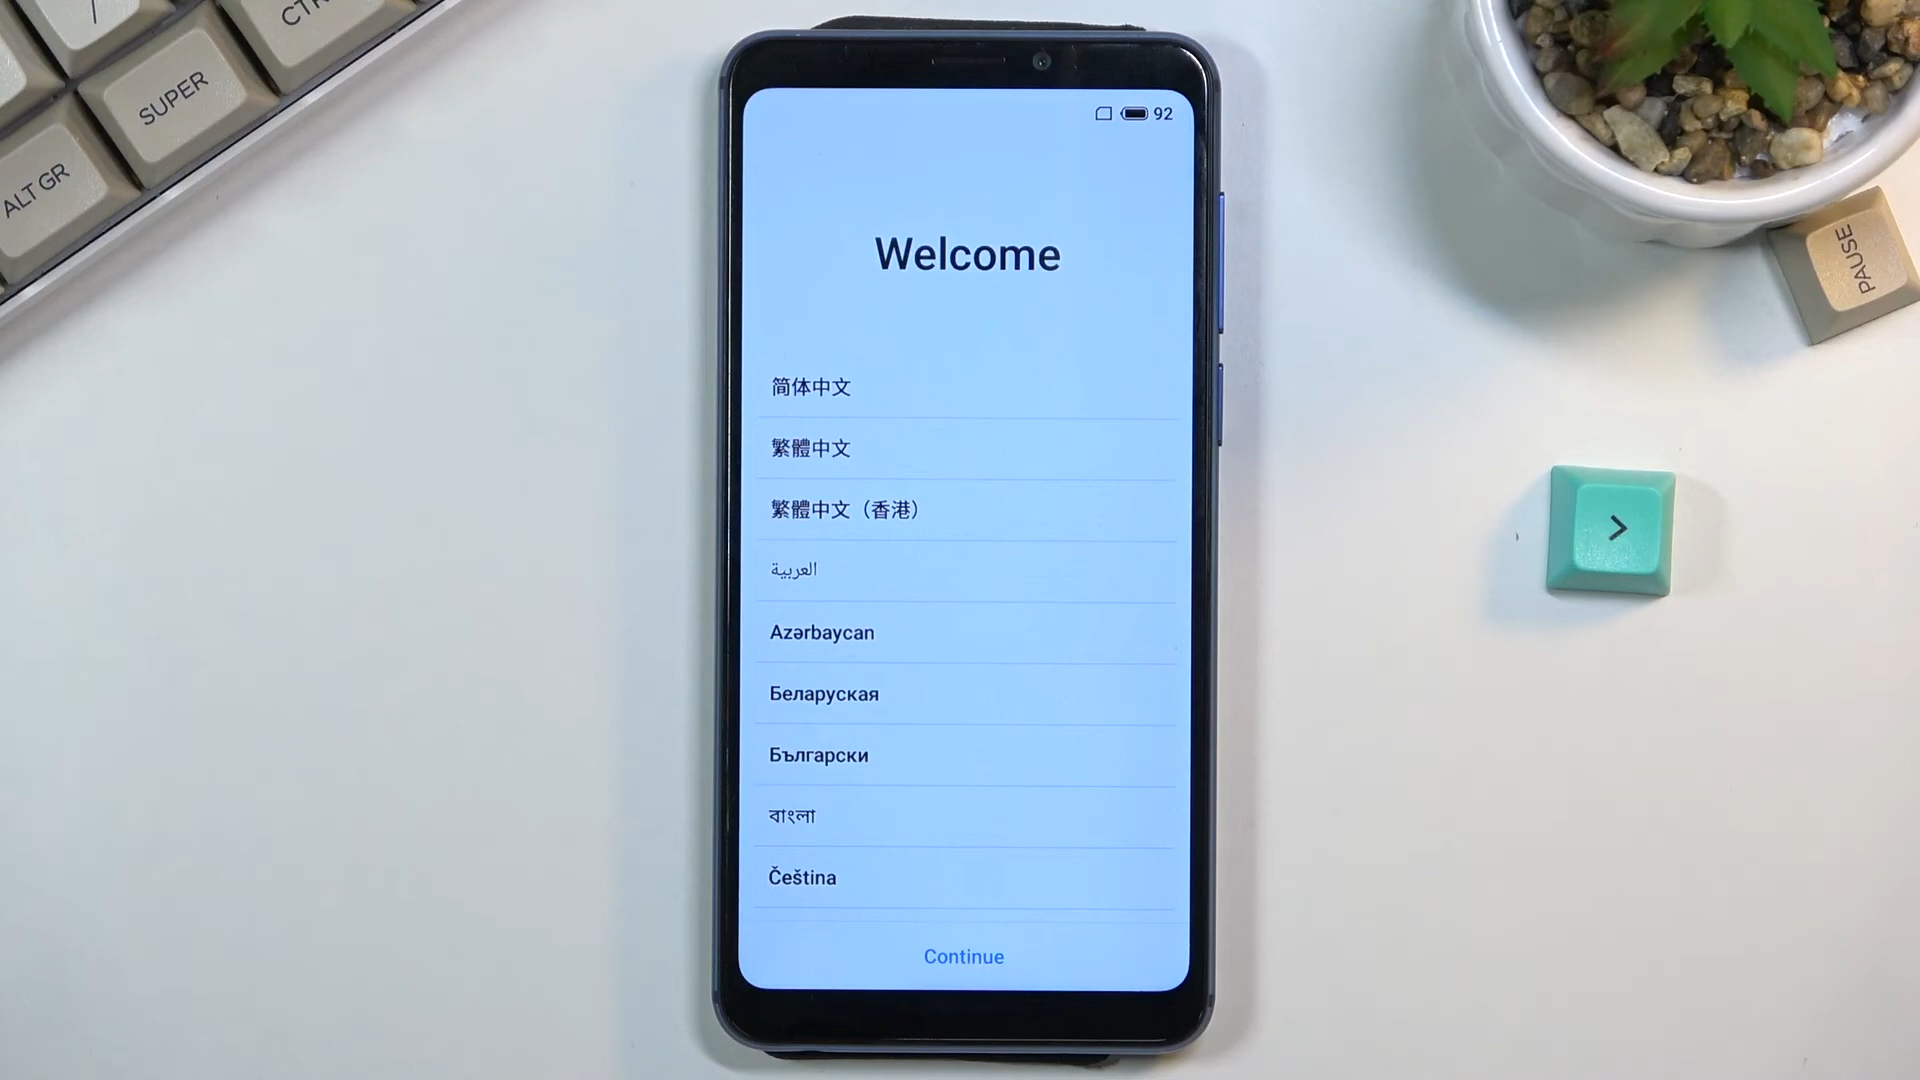 /
CTR
SUPER
ALT GR
92
Welcome
简体中文
繁體中文
繁體中文（香港）
العربية
Azərbaycan
Беларуская
Български
বাংলা
Čeština
Continue
PAUSE
>